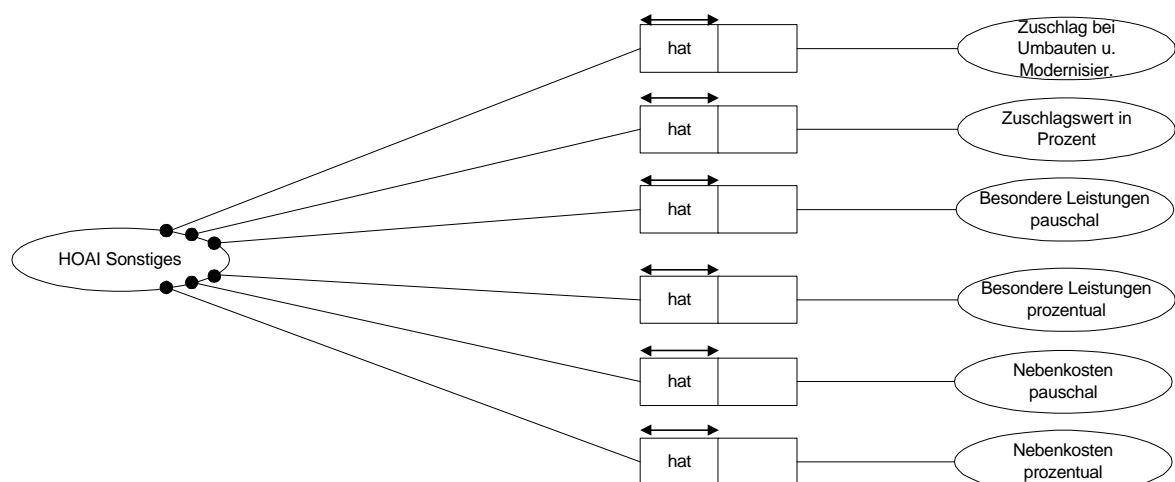 hat
Zuschlag bei
Umbauten u.
Modernisier.
hat
Zuschlagswert in
Prozent
hat
Besondere Leistungen
pauschal
HOAI Sonstiges
hat
Besondere Leistungen
prozentual
hat
Nebenkosten
pauschal
hat
Nebenkosten
prozentual